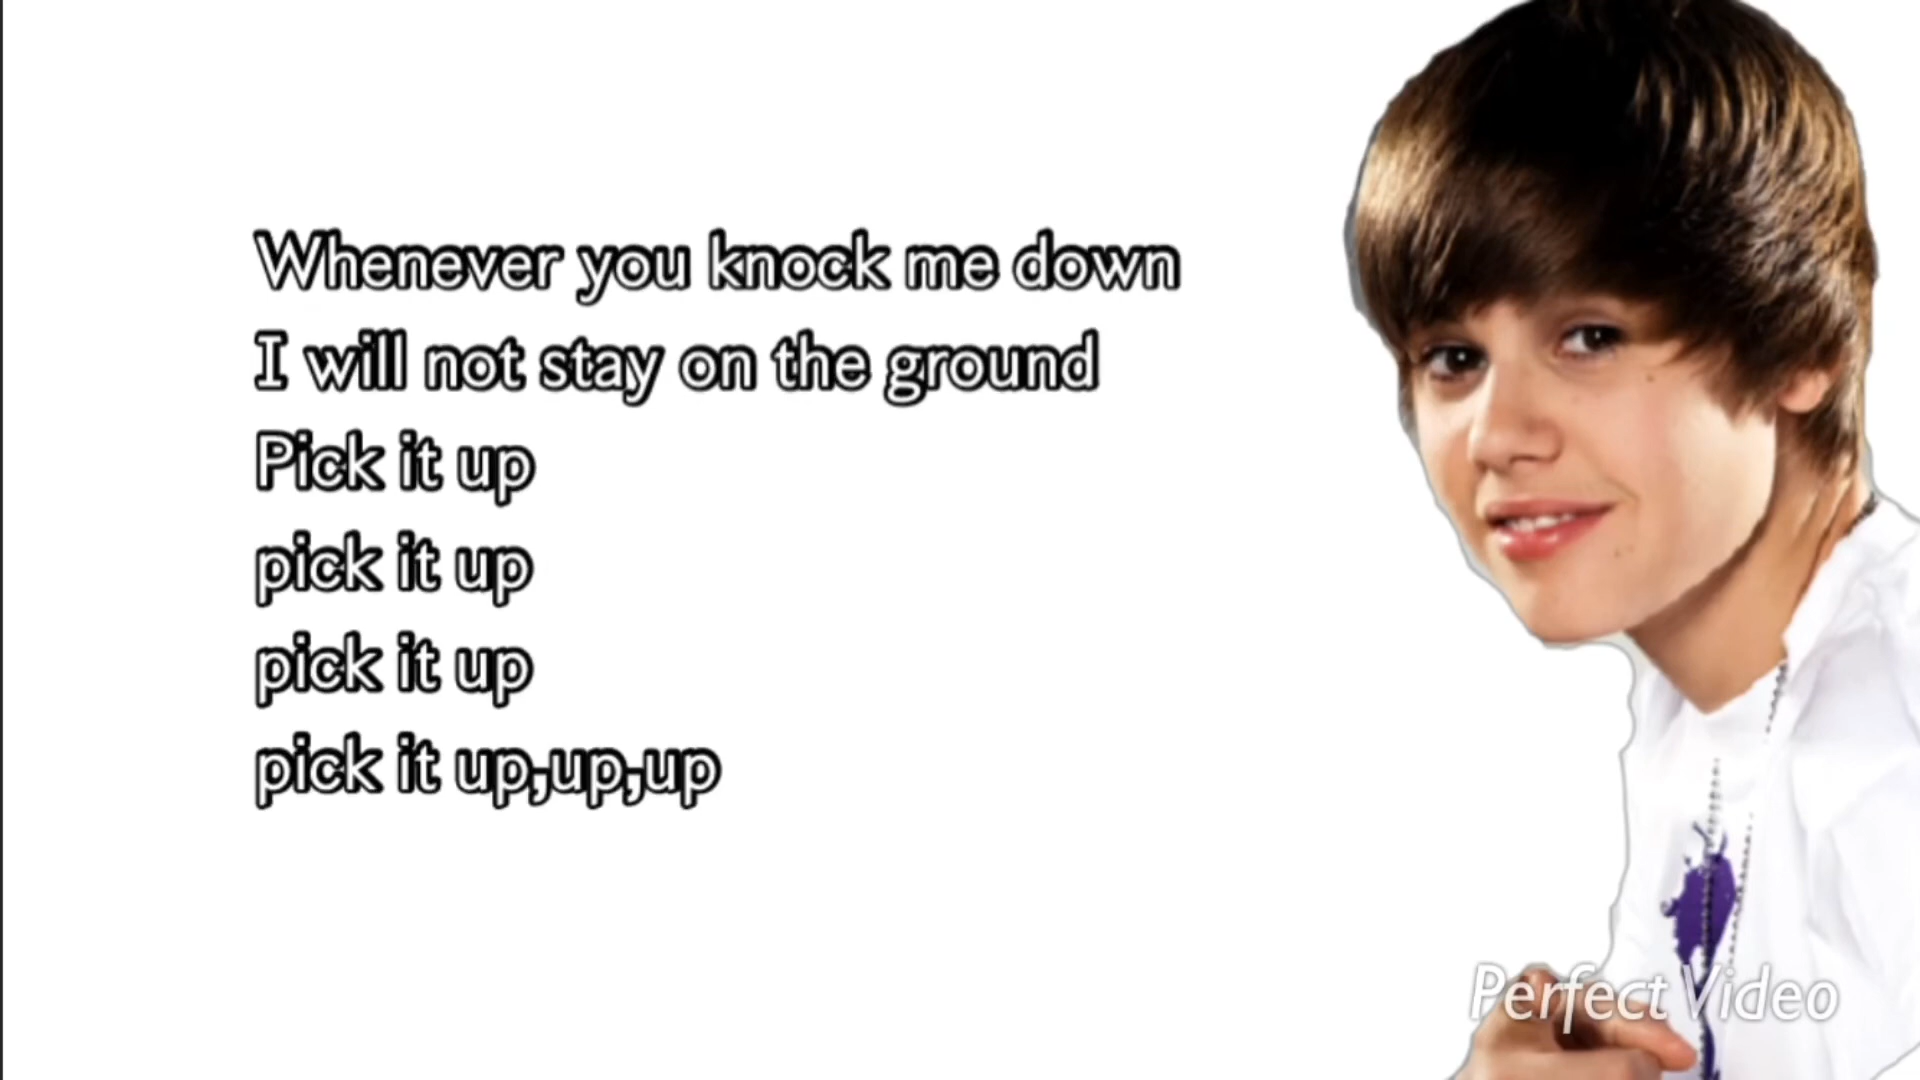 Whenever you knock me down
I will not stay on the ground
Pick it up
pick it up
pick it up
pick it up,up,up
Perfect Video